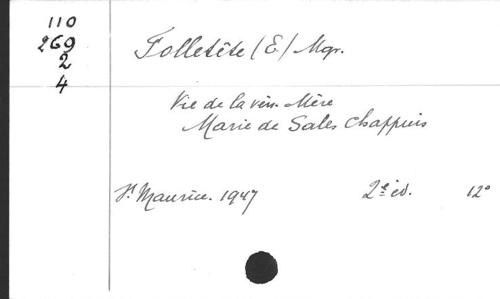 110
269
2
4
Folletête (E) Mgr.
Vie de la vén. Mère
Marie de Sales Chappuis
St Maurice. 1947 2e éd. 12°